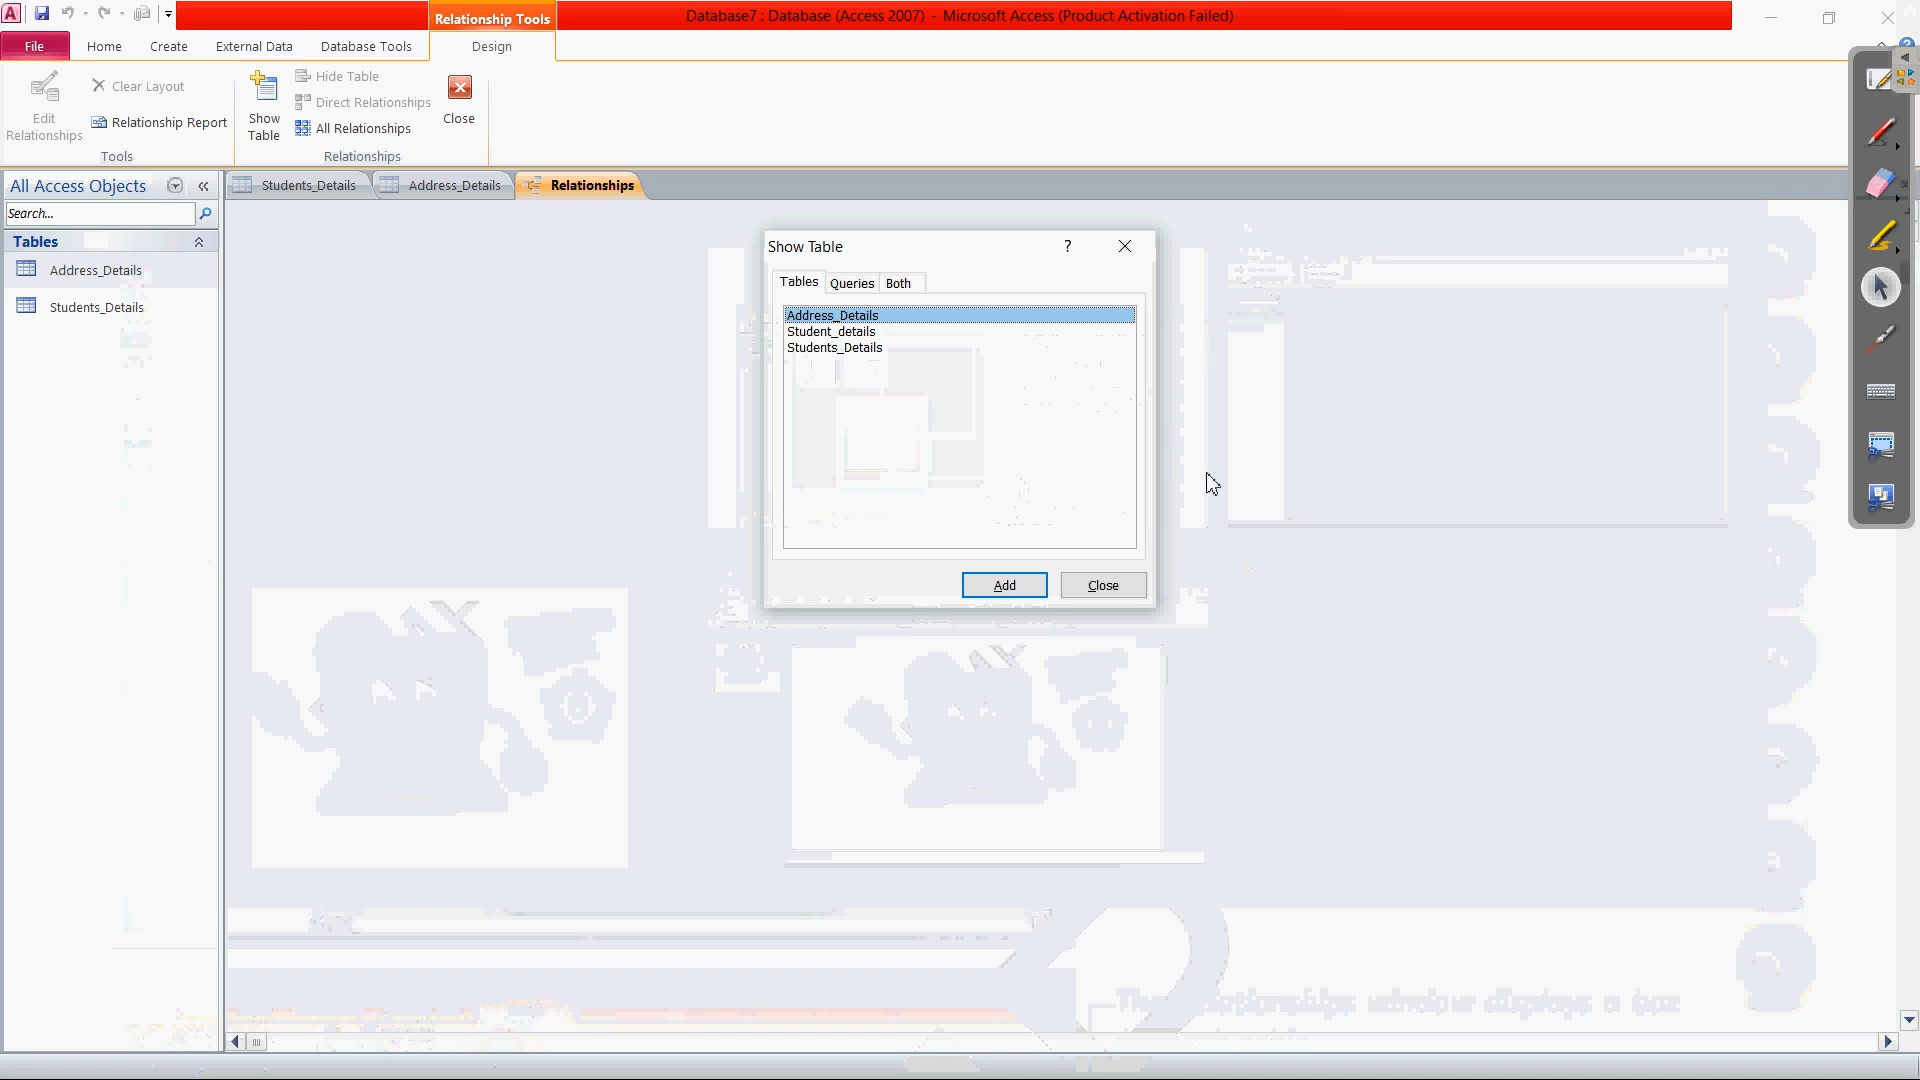 Relationship Tools
Database7 : Database (Access 2007) - Microsoft Access (Product Activation Failed)
File
Home
Create
External Data
Database Tools
Design
Edit
Relationships
Clear Layout
Relationship Report
Tools
Show
Table
Hide Table
Direct Relationships
All Relationships
Close
Relationships
All Access Objects
Search...
Tables
Address_Details
Students_Details
Students_Details
Address_Details
Relationships
Show Table
?
Tables
Queries
Both
Address_Details
Student_details
Students_Details
Add
Close